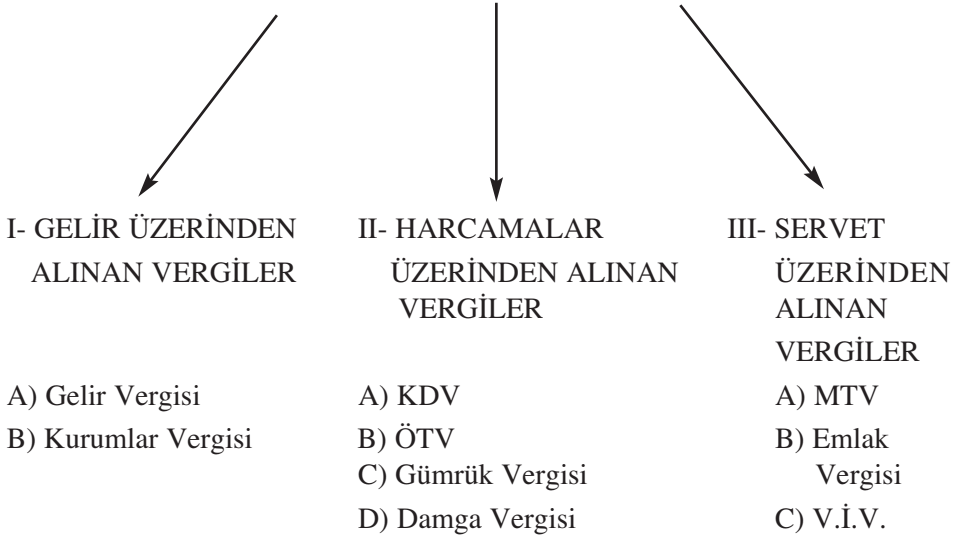 I- GELİR ÜZERİNDEN
ALINAN VERGİLER
A) Gelir Vergisi
B) Kurumlar Vergisi
II- HARCAMALAR
ÜZERİNDEN ALINAN
VERGİLER
A) KDV
B) ÖTV
C) Gümrük Vergisi
D) Damga Vergisi
III- SERVET
ÜZERİNDEN
ALINAN
VERGİLER
A) MTV
B) Emlak
Vergisi
C) V.İ.V.